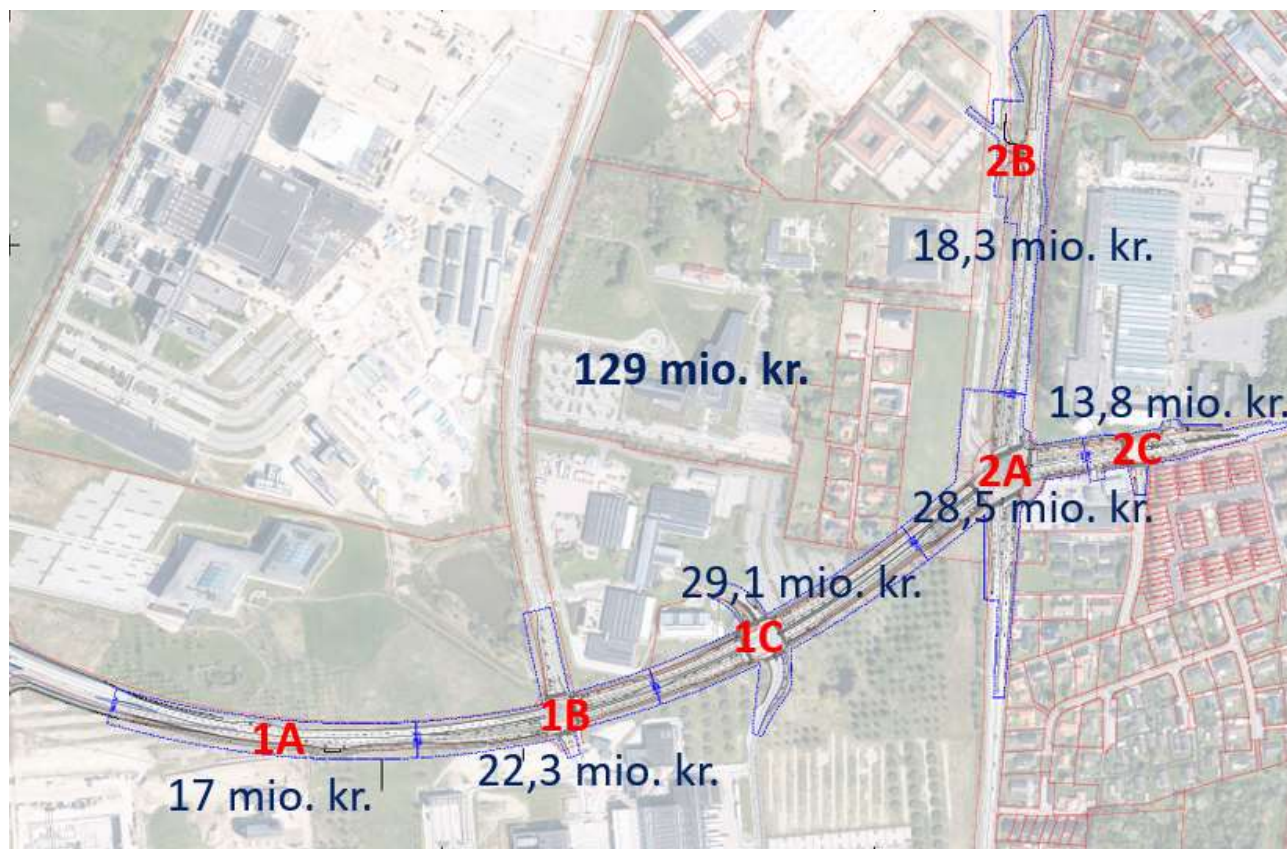 2B
18,3 mio. kr.
129 mio. kr.
13,8 mio. kr.
2C
2A
28,5 mio. kr.
29,1 mio. kr.
1C
1B
1A
22,3 mio. kr.
17 mio. kr.